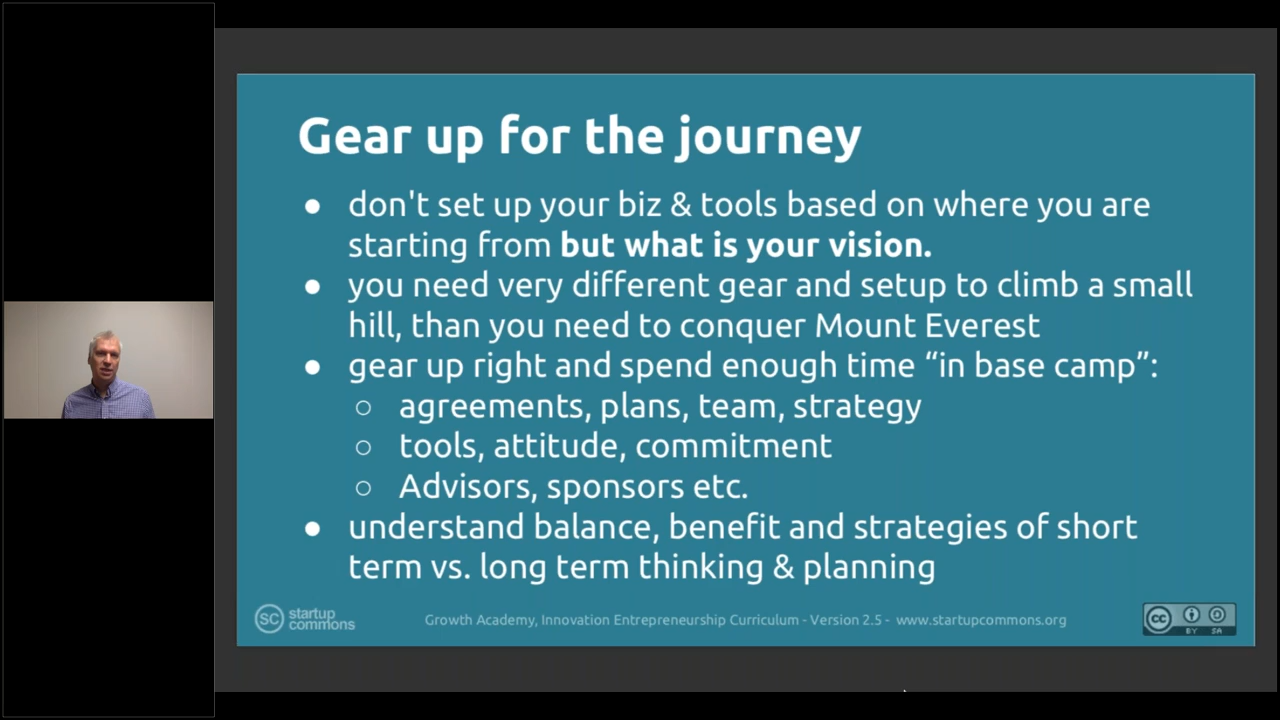 Gear up for the journey
● don't set up your biz & tools based on where you are
starting from but what is your vision.
● you need very different gear and setup to climb a small
hill, than you need to conquer Mount Everest
● gear up right and spend enough time “in base camp”:
○ agreements, plans, team, strategy
○ tools, attitude, commitment
○ Advisors, sponsors etc.
● understand balance, benefit and strategies of short
term vs. long term thinking & planning
SC startup
commons
Growth Academy, Innovation Entrepreneurship Curriculum - Version 2.5 - www.startupcommons.org
cc
BY SA